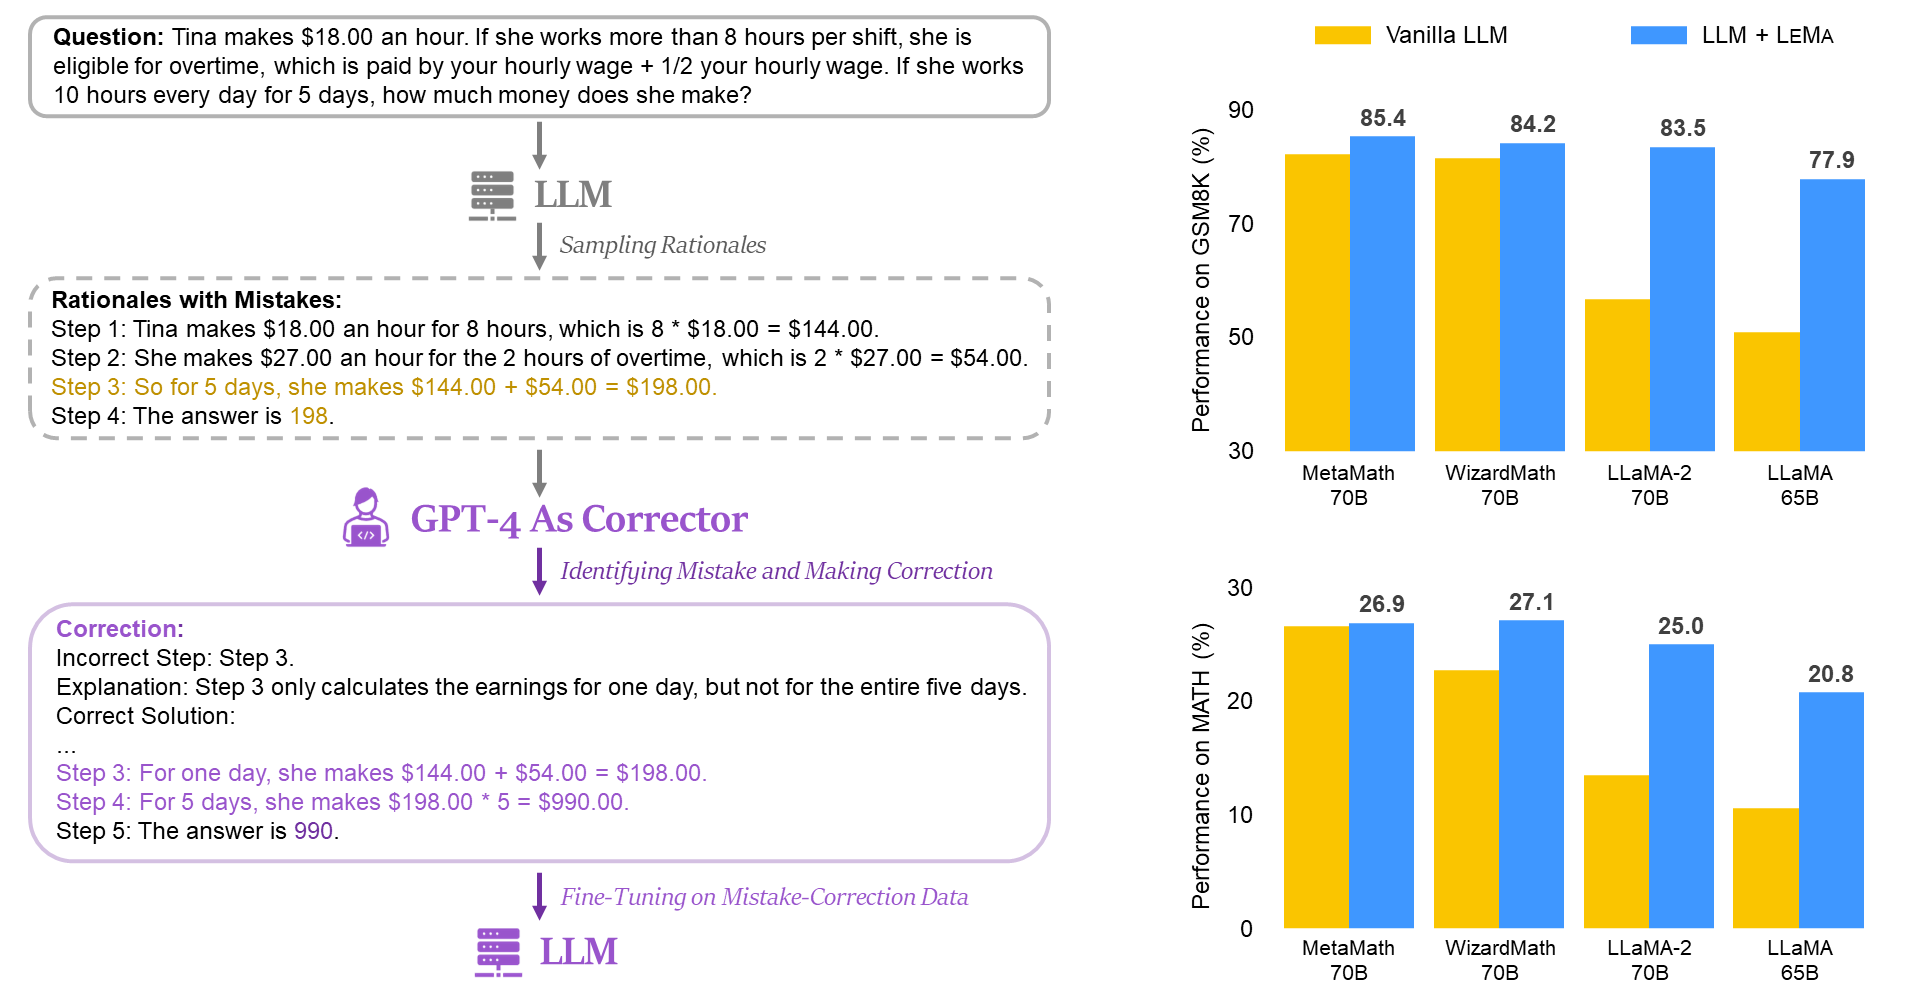 Question: Tina makes $18.00 an hour. If she works more than 8 hours per shift, she is
eligible for overtime, which is paid by your hourly wage + 1/2 your hourly wage. If she works
10 hours every day for 5 days, how much money does she make?
LLM
Sampling Rationales
Rationales with Mistakes:
Step 1: Tina makes $18.00 an hour for 8 hours, which is 8 * $18.00 = $144.00.
Step 2: She makes $27.00 an hour for the 2 hours of overtime, which is 2 * $27.00 = $54.00.
Step 3: So for 5 days, she makes $144.00 + $54.00 = $198.00.
Step 4: The answer is 198.
GPT-4 As Corrector
</>
Identifying Mistake and Making Correction
Correction:
Incorrect Step: Step 3.
Explanation: Step 3 only calculates the earnings for one day, but not for the entire five days.
Correct Solution:
...
Step 3: For one day, she makes $144.00 + $54.00 = $198.00.
Step 4: For 5 days, she makes $198.00 * 5 = $990.00.
Step 5: The answer is 990.
Fine-Tuning on Mistake-Correction Data
LLM
Vanilla LLM
LLM + LEMA
Performance on GSM8K (%)
90
70
50
30
85.4
84.2
83.5
77.9
MetaMath
70B
WizardMath
70B
LLaMA-2
70B
LLaMA
65B
Performance on MATH (%)
30
20
10
0
26.9
27.1
25.0
20.8
MetaMath
70B
WizardMath
70B
LLaMA-2
70B
LLaMA
65B